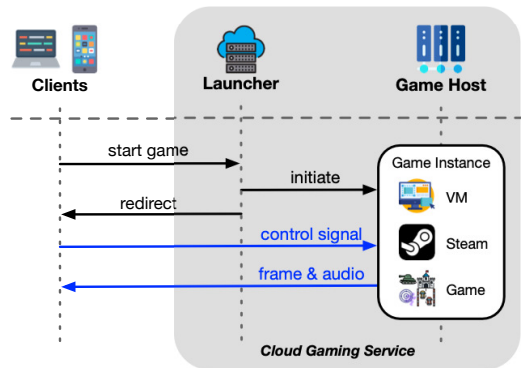 Clients
Launcher
Game Host
start game
Game Instance
initiate
VM
redirect
control signal
Steam
frame & audio
Game
Cloud Gaming Service